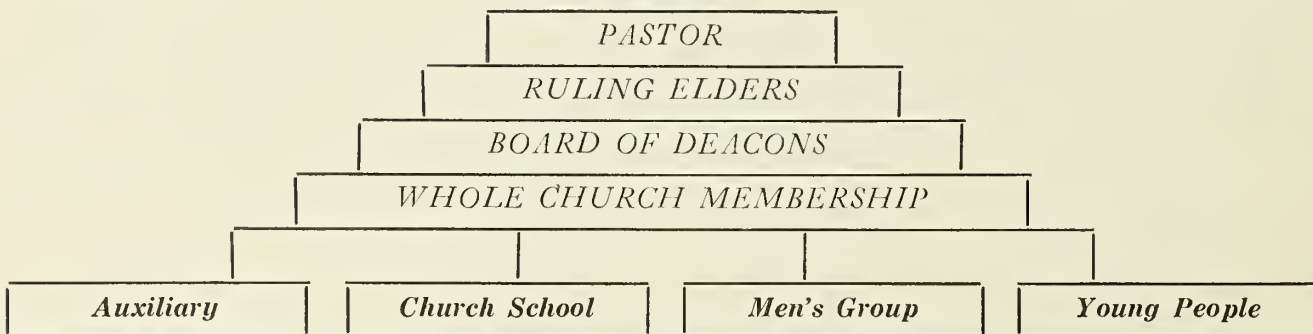 PASTOR
RULING ELDERS
BOARD OF DEACONS
WHOLE CHURCH MEMBERSHIP
Auxiliary Church School Men's Group Young People